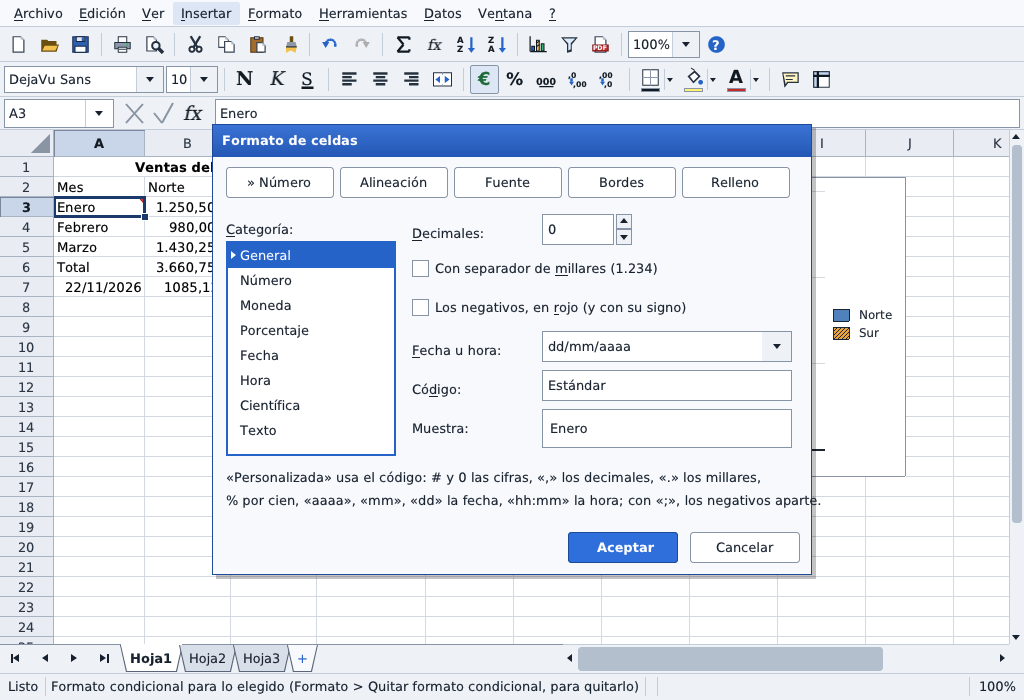 Archivo Edición Ver Insertar Formato Herramientas Datos Ventana ?
100%
DejaVu Sans 10 N K S € % 000
A3 fx Enero
Formato de celdas
A B I J K
» Número Alineación Fuente Bordes Relleno
1 Ventas del
2 Mes Norte
3 Enero 1.250,50
4 Febrero 980,00
5 Marzo 1.430,25
6 Total 3.660,75
7 22/11/2026 1085,1
8
9
10
11
12
13
14
15
16
17
18
19
20
21
22
23
24
Categoría:
General
Número
Moneda
Porcentaje
Fecha
Hora
Científica
Texto
Decimales: 0
Con separador de millares (1.234)
Los negativos, en rojo (y con su signo)
Fecha u hora: dd/mm/aaaa
Código: Estándar
Muestra: Enero
«Personalizada» usa el código: # y 0 las cifras, «,» los decimales, «.» los millares,
% por cien, «aaaa», «mm», «dd» la fecha, «hh:mm» la hora; con «;», los negativos aparte.
Aceptar Cancelar
Norte
Sur
Hoja1 Hoja2 Hoja3 +
Listo Formato condicional para lo elegido (Formato > Quitar formato condicional, para quitarlo) 100%